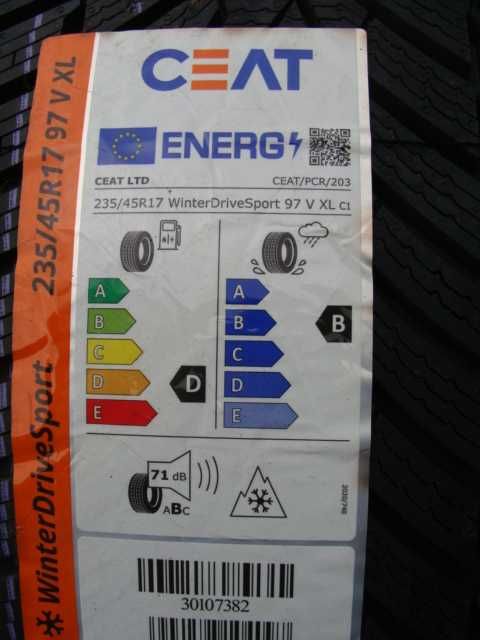 CEAT
ENERG
CEAT LTD
CEAT/PCR/203
235/45R17 WinterDriveSport 97 V XL C1
A
B
C
D
E
D
A
B
C
D
E
B
71 dB
ABC
2020/740
30107382
WinterDriveSport 235/45R17 97 V XL